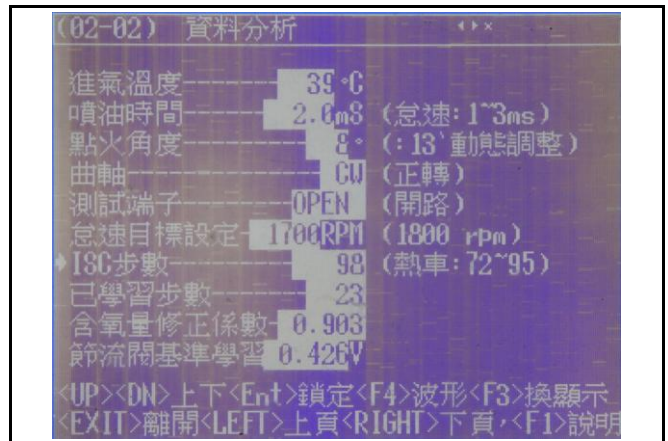 (02-02) 資料分析
進氣溫度------- 39 °C
噴油時間------- 2.0mS (怠速:1~3ms)
點火角度------- 8° (:13`動態調整)
曲軸----------- CW (正轉)
測試端子------- OPEN (開路)
怠速目標設定- 1700RPM (1800 rpm)
ISC步數-------- 98 (熱車:72~95)
已學習步數----- 23
含氧量修正係數- 0.903
節流閥基準學習 0.426V
<UP><DN>上下<Ent>鎖定<F4>波形<F3>換顯示
<EXIT>離開<LEFT>上頁<RIGHT>下頁,<F1>說明